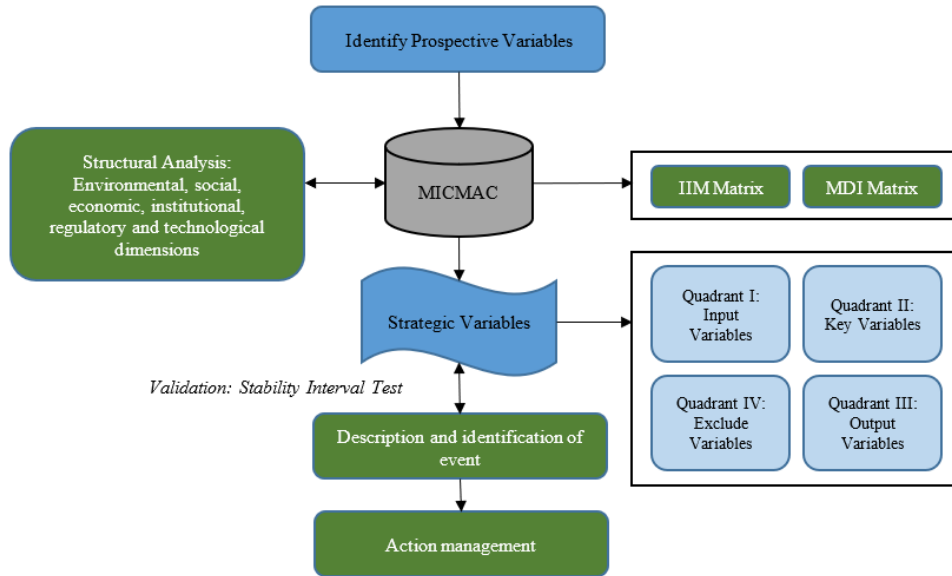 Identify Prospective Variables
Structural Analysis:
Environmental, social,
economic, institutional,
regulatory and technological
dimensions
MICMAC
IIM Matrix
MDI Matrix
Strategic Variables
Quadrant I:
Input
Variables
Quadrant II:
Key Variables
Quadrant IV:
Exclude
Variables
Quadrant III:
Output
Variables
Validation: Stability Interval Test
Description and identification of
event
Action management